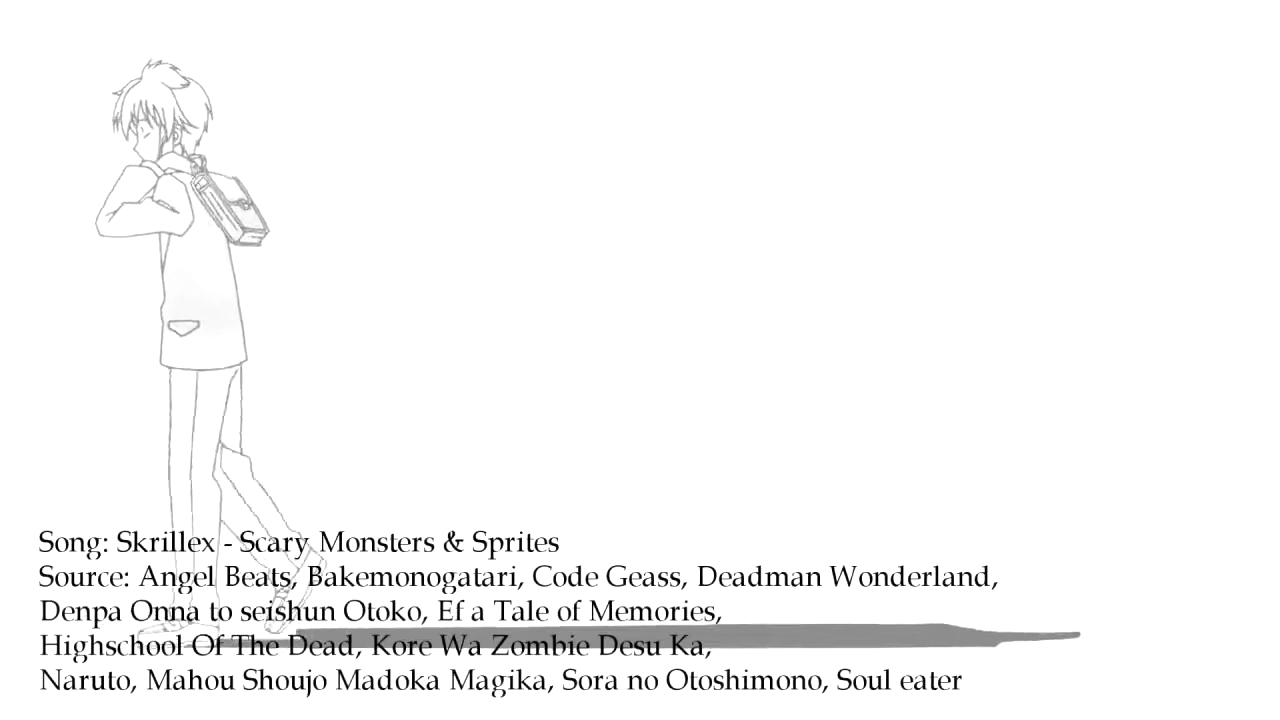 Song: Skrillex - Scary Monsters & Sprites
Source: Angel Beats, Bakemonogatari, Code Geass, Deadman Wonderland,
Denpa Onna to seishun Otoko, Ef a Tale of Memories,
Highschool Of The Dead, Kore Wa Zombie Desu Ka,
Naruto, Mahou Shoujo Madoka Magika, Sora no Otoshimono, Soul eater